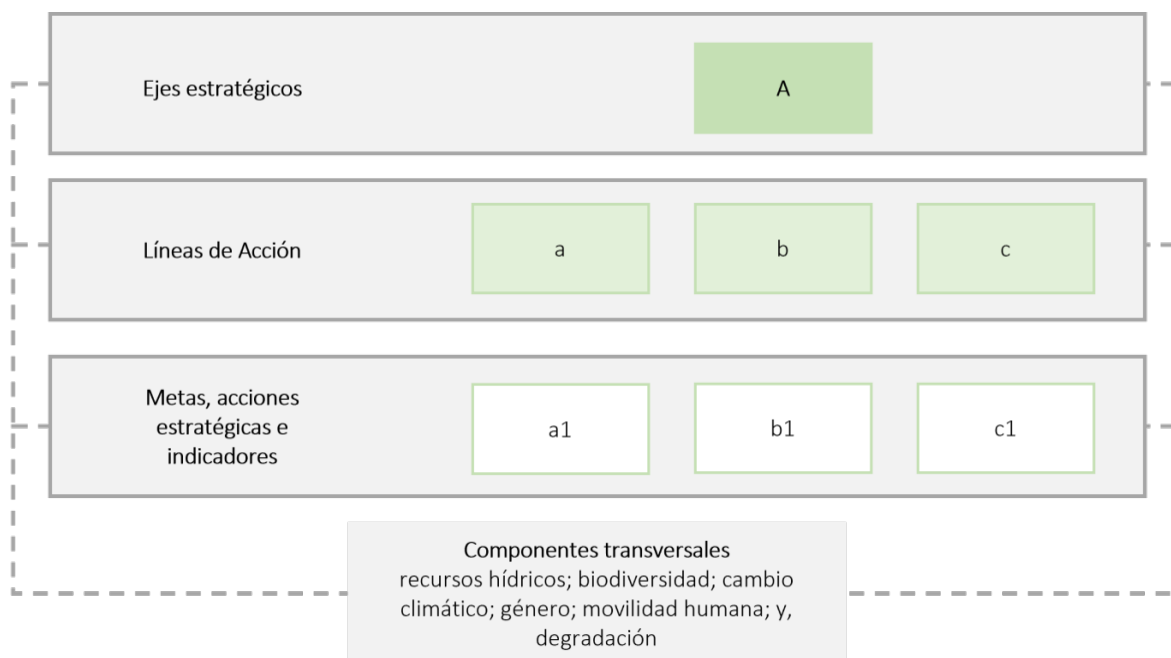 Ejes estratégicos
A
Líneas de Acción
a
b
c
Metas, acciones
estratégicas e
indicadores
a1
b1
c1
Componentes transversales
recursos hídricos; biodiversidad; cambio
climático; género; movilidad humana; y,
degradación